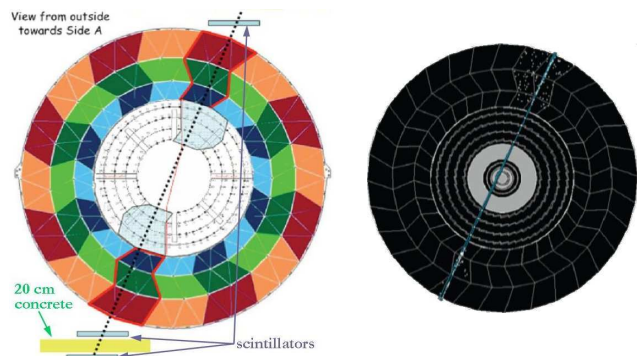 View from outside
towards Side A
20 cm
concrete
scintillators